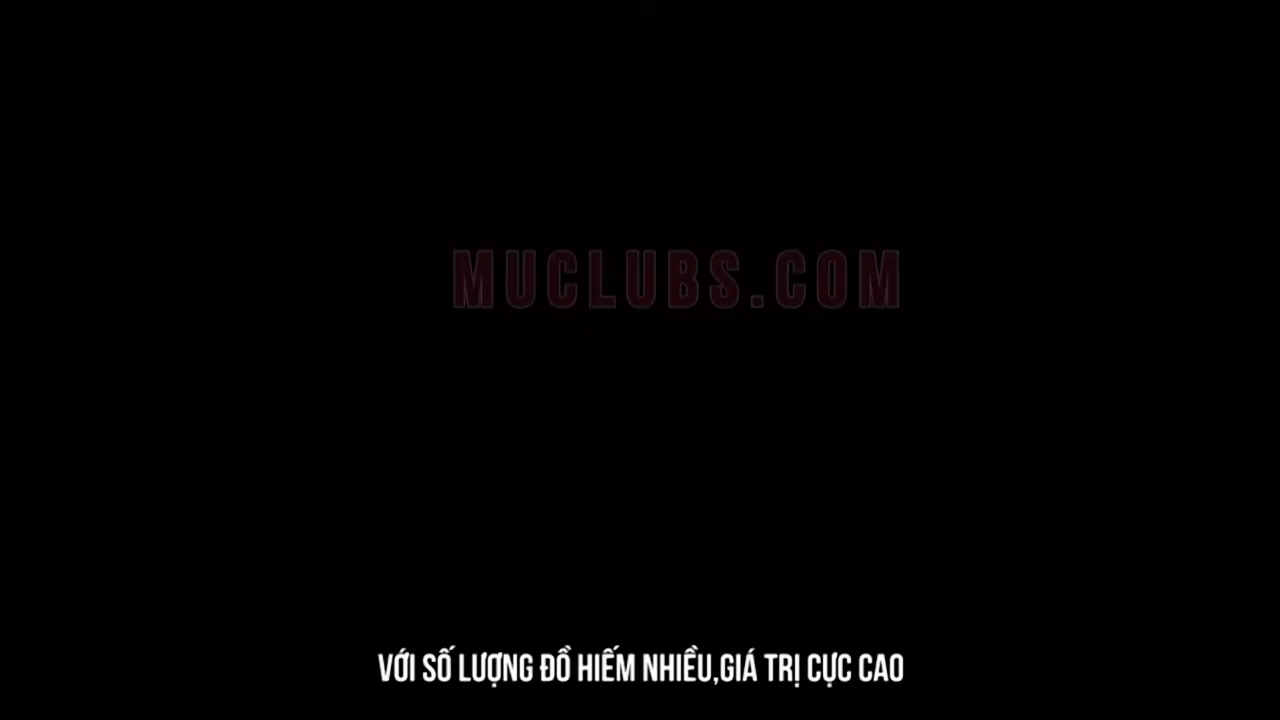 MUCLUBS.COM
VỚI SỐ LƯỢNG ĐỒ HIẾM NHIỀU,GIÁ TRỊ CỰC CAO